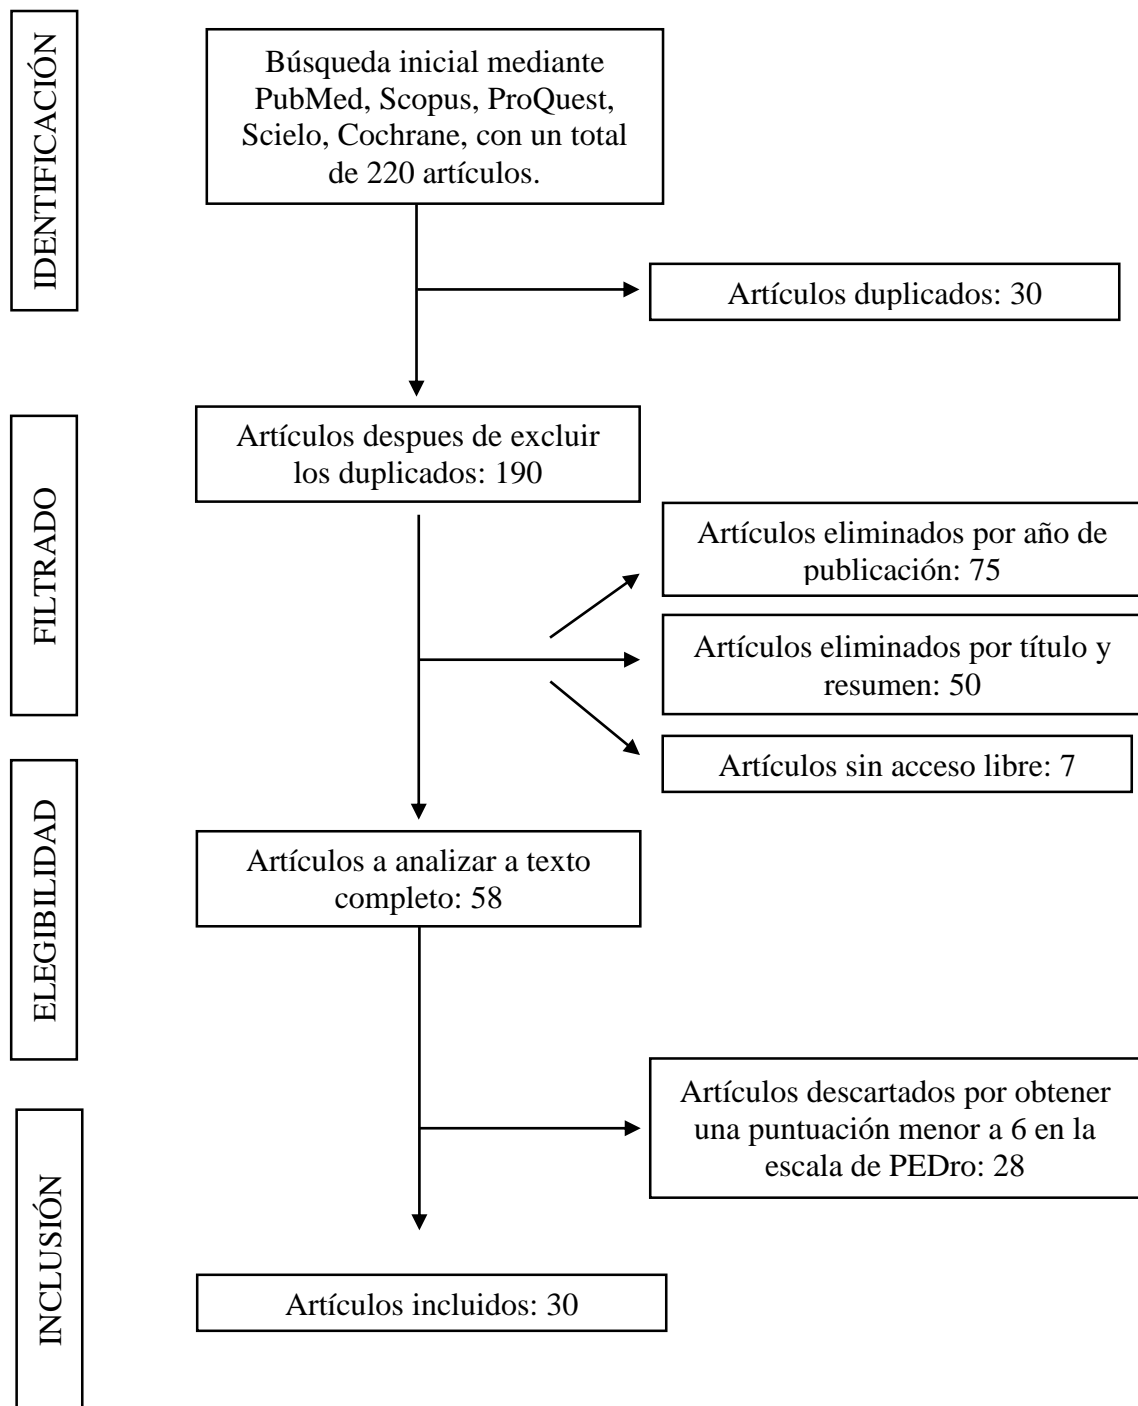 IDENTIFICACIÓN
Búsqueda inicial mediante
PubMed, Scopus, ProQuest,
Scielo, Cochrane, con un total
de 220 artículos.
Artículos duplicados: 30
FILTRADO
Artículos despues de excluir
los duplicados: 190
Artículos eliminados por año de
publicación: 75
Artículos eliminados por título y
resumen: 50
Artículos sin acceso libre: 7
ELEGIBILIDAD
Artículos a analizar a texto
completo: 58
Artículos descartados por obtener
una puntuación menor a 6 en la
escala de PEDro: 28
INCLUSIÓN
Artículos incluidos: 30